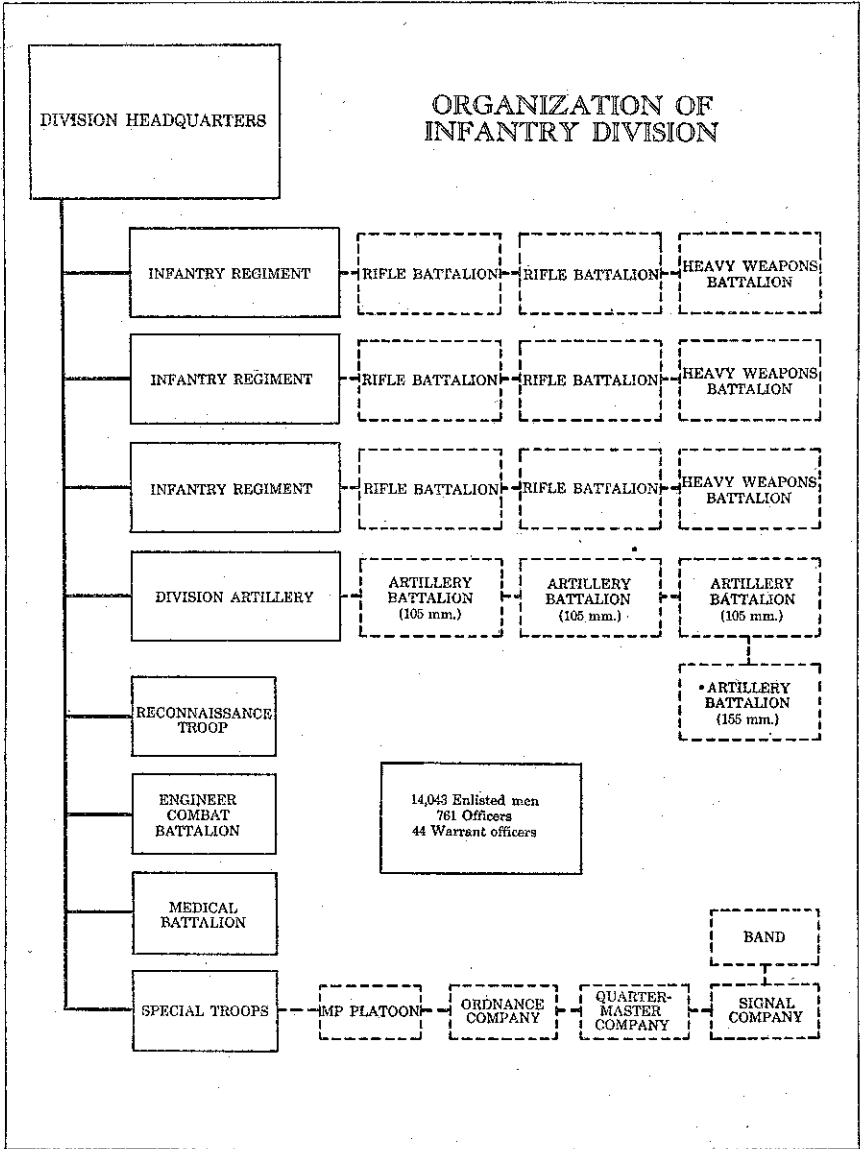 ORGANIZATION OF
INFANTRY DIVISION
DIVISION HEADQUARTERS
INFANTRY REGIMENT
RIFLE BATTALION
RIFLE BATTALION
HEAVY WEAPONS
BATTALION
INFANTRY REGIMENT
RIFLE BATTALION
RIFLE BATTALION
HEAVY WEAPONS
BATTALION
INFANTRY REGIMENT
RIFLE BATTALION
RIFLE BATTALION
HEAVY WEAPONS
BATTALION
DIVISION ARTILLERY
ARTILLERY
BATTALION
(105 mm.)
ARTILLERY
BATTALION
(105 mm.)
ARTILLERY
BATTALION
(105 mm.)
ARTILLERY
BATTALION
(155 mm.)
RECONNAISSANCE
TROOP
ENGINEER
COMBAT
BATTALION
14,043 Enlisted men
761 Officers
44 Warrant officers
MEDICAL
BATTALION
BAND
SPECIAL TROOPS
MP PLATOON
ORDNANCE
COMPANY
QUARTER-
MASTER
COMPANY
SIGNAL
COMPANY